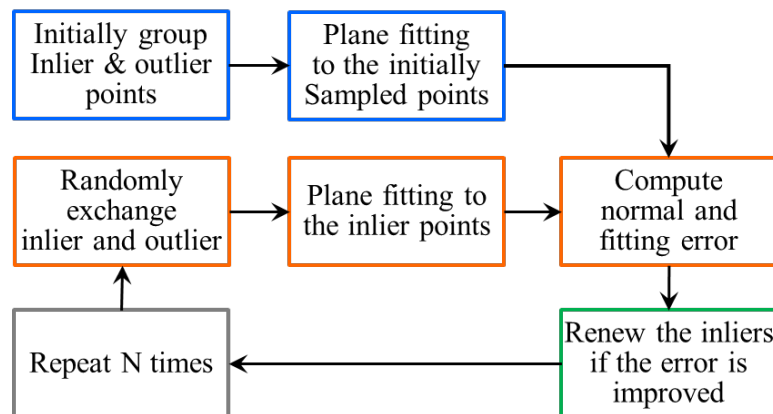 Initially group
Inlier & outlier
points
Plane fitting
to the initially
Sampled points
Randomly
exchange
inlier and outlier
Plane fitting to
the inlier points
Compute
normal and
fitting error
Repeat N times
Renew the inliers
if the error is
improved